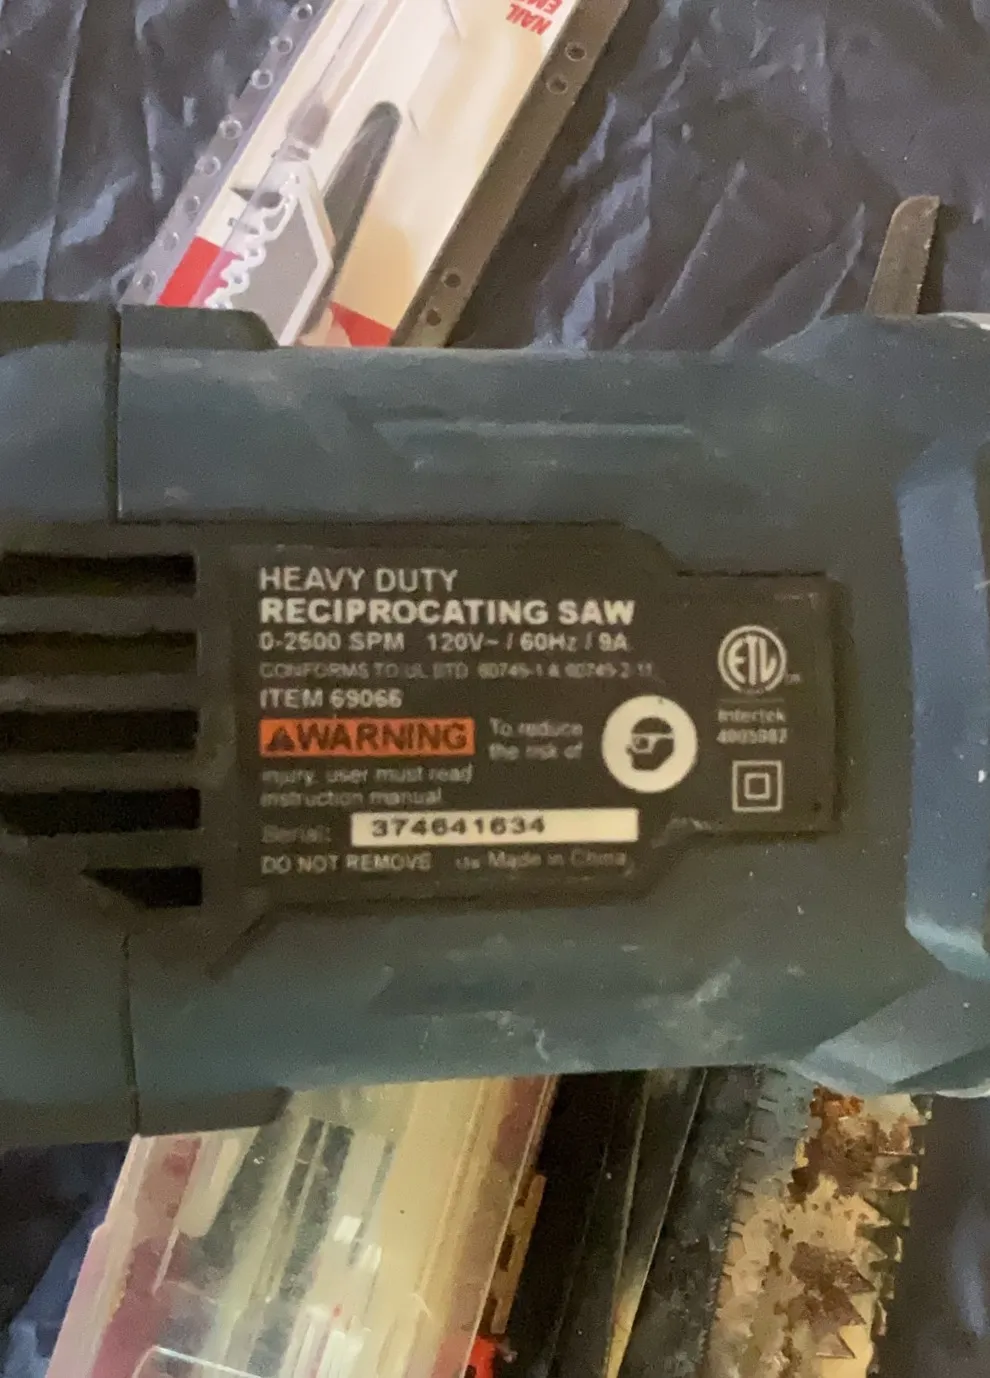 NAIL
HEAVY DUTY
RECIPROCATING SAW
0-2500 SPM 120V~ / 60Hz / 9A
CONFORMS TO UL STD. 60745-1 & 60745-2-11
ITEM 69066
WARNING To reduce
the risk of
injury, user must read
instruction manual.
Serial: 374641634
DO NOT REMOVE Made in China
ETL
Intertek